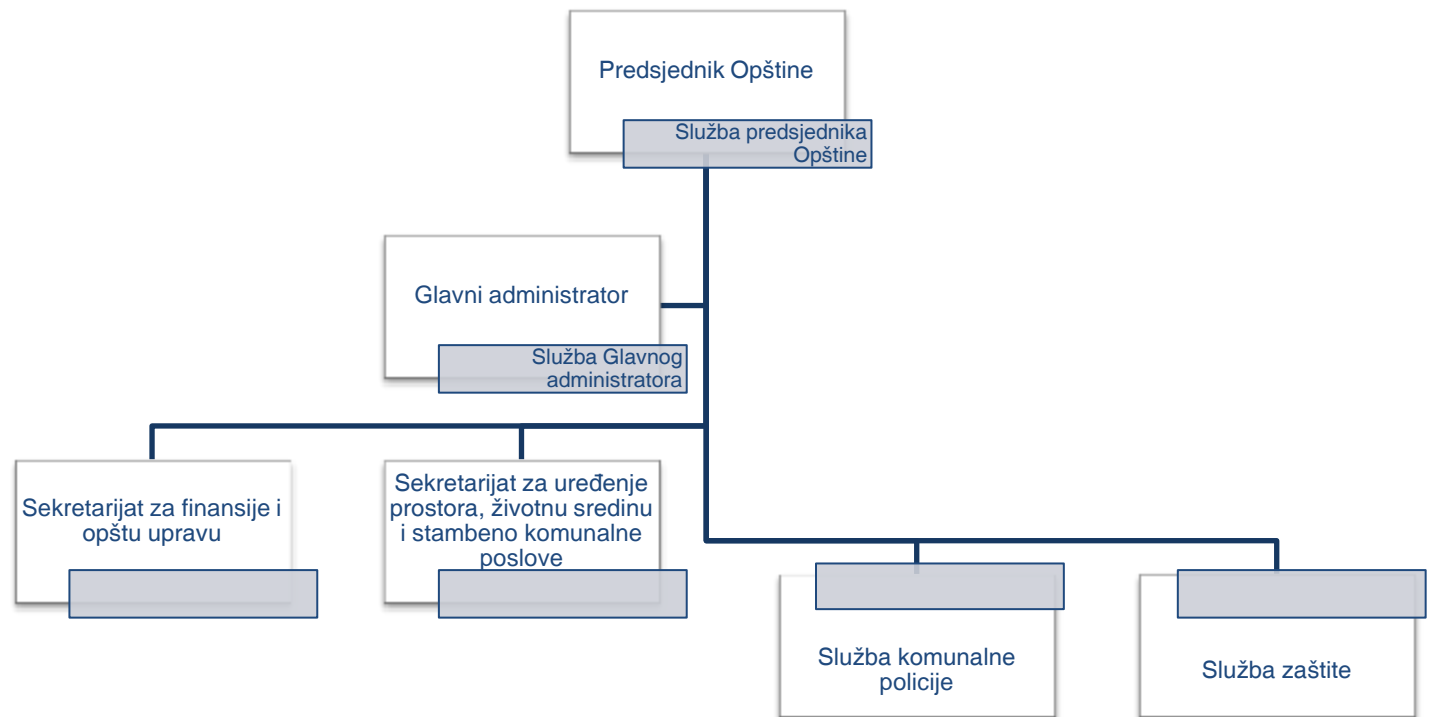 Predsjednik Opštine
Služba predsjednika
Opštine
Glavni administrator
Služba Glavnog
administratora
Sekretarijat za finansije i
opštu upravu
Sekretarijat za uređenje
prostora, životnu sredinu
i stambeno komunalne
poslove
Služba komunalne
policije
Služba zaštite